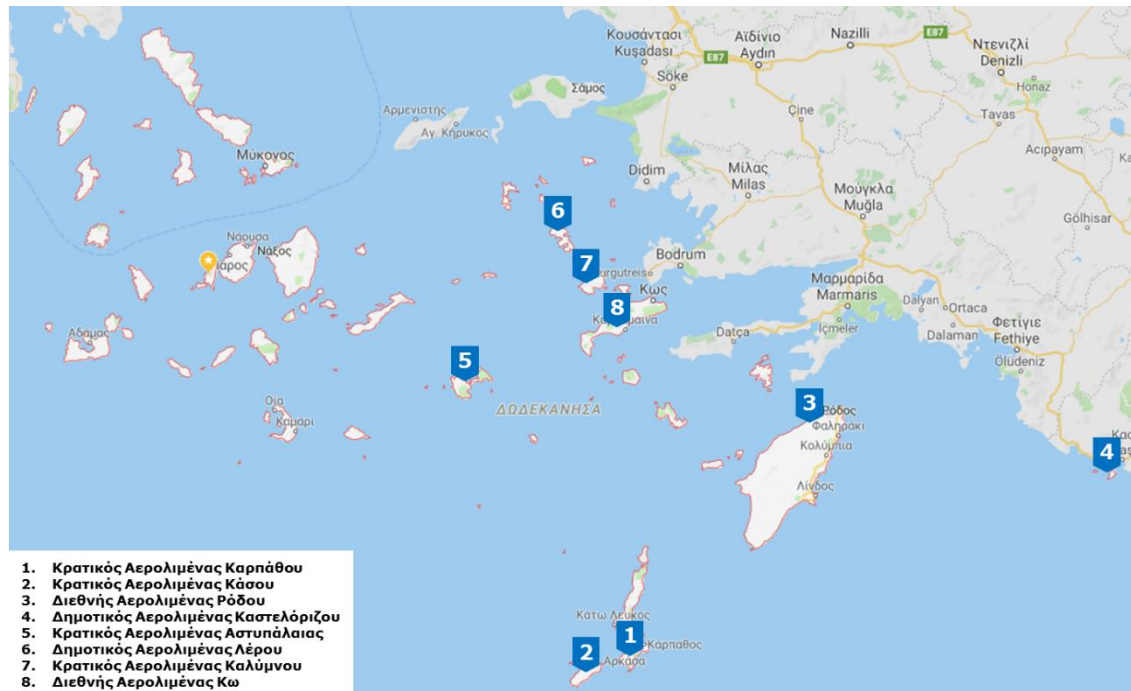 Κουσάντασι
Kuşadası
E87
Αϊδίνιο
Aydın
Nazilli
E87
Ντενιζλί
Denizli
Honaz
Söke
Σάμος
Αρμενιστής
Αγ. Κήρυκος
Çine
Tavas
Acıpayam
Μύκονος
Didim
Μίλας
Milas
Μούγκλα
Muğla
Gölhisar
6
Νάουσα
Νάξος
7
Bodrum
Κως
8
Μαρμαρίδα
Marmaris
İçmeler
Dalyan
Ortaca
Dalaman
Φετίγιε
Fethiye
Ölüdeniz
Datça
Αδάμας
5
ΔΩΔΕΚΑΝΗΣΑ
Οία
Καμάρι
3
Ρόδος
Φαληράκι
Κολύμπια
Λίνδος
4
Κάτω Λευκός
1
Κάρπαθος
2
Αρκάσα
1. Κρατικός Αερολιμένας Καρπάθου
2. Κρατικός Αερολιμένας Κάσου
3. Διεθνής Αερολιμένας Ρόδου
4. Δημοτικός Αερολιμένας Καστελόριζου
5. Κρατικός Αερολιμένας Αστυπάλαιας
6. Δημοτικός Αερολιμένας Λέρου
7. Κρατικός Αερολιμένας Καλύμνου
8. Διεθνής Αερολιμένας Κω